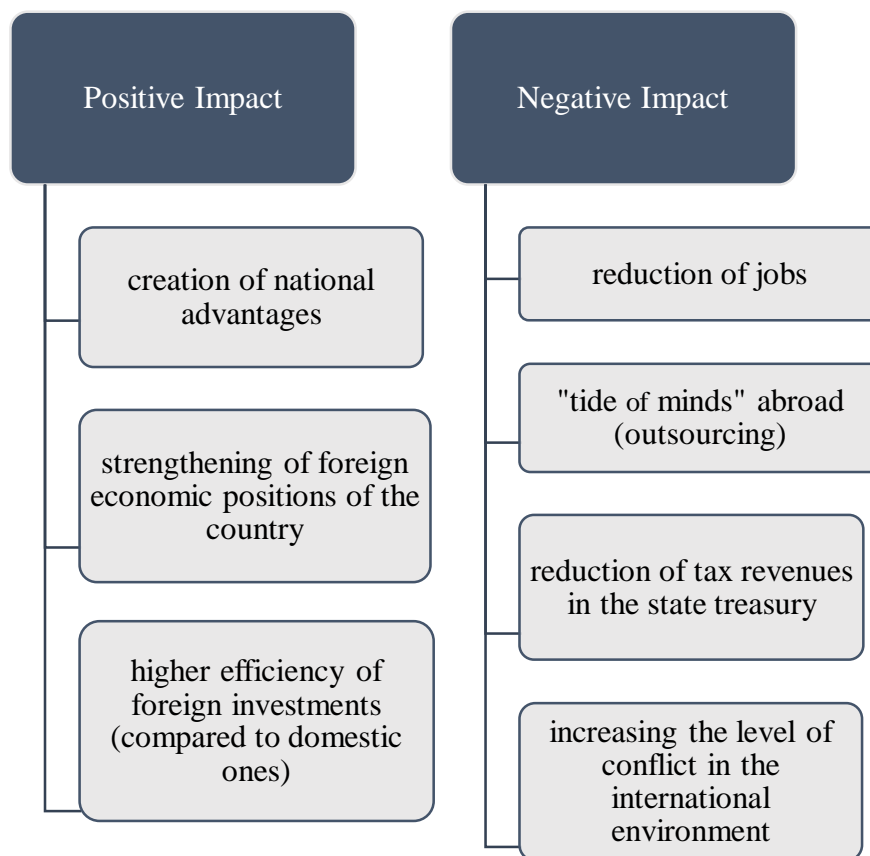 Positive Impact
creation of national
advantages
strengthening of foreign
economic positions of the
country
higher efficiency of
foreign investments
(compared to domestic
ones)
Negative Impact
reduction of jobs
"tide of minds" abroad
(outsourcing)
reduction of tax revenues
in the state treasury
increasing the level of
conflict in the
international
environment